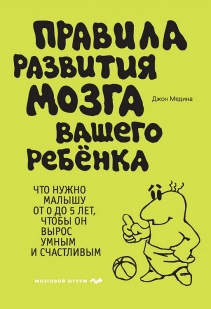 ПРАВИЛА
РАЗВИТИЯ
МОЗГА
Джон Медина
ВАШЕГО
РЕБЁНКА
ЧТО НУЖНО
МАЛЫШУ
ОТ 0 ДО 5 ЛЕТ,
ЧТОБЫ ОН
ВЫРОС
УМНЫМ
И СЧАСТЛИВЫМ
МОЗГОВОЙ ШТУРМ